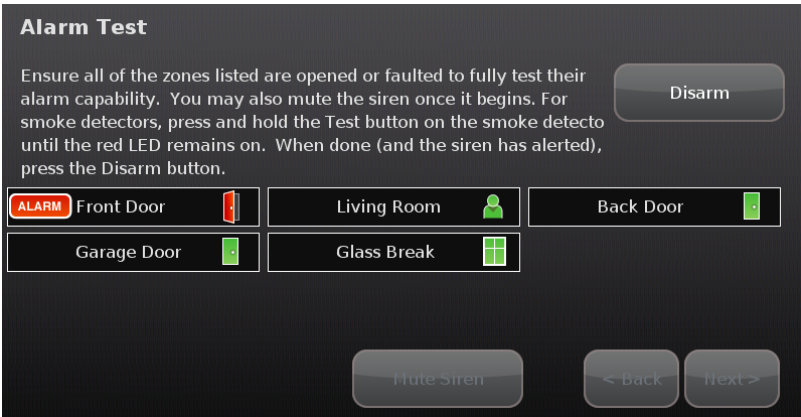 Alarm Test
Ensure all of the zones listed are opened or faulted to fully test their
alarm capability. You may also mute the siren once it begins. For
smoke detectors, press and hold the Test button on the smoke detecto
until the red LED remains on. When done (and the siren has alerted),
press the Disarm button.
Disarm
ALARM Front Door
Living Room
Back Door
Garage Door
Glass Break
Mute Siren
< Back
Next >